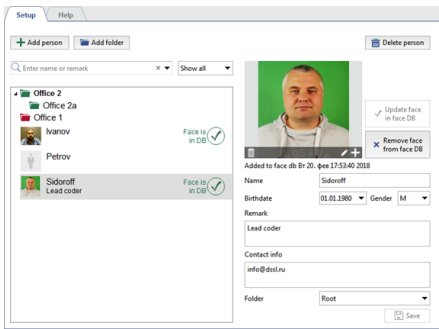 Setup
Help
Add person
Add folder
Delete person
Enter name or remark
Show all
Office 2
Office 2a
Office 1
Ivanov
Face is
in DB
Petrov
Sidoroff
Lead coder
Face is
in DB
Update face
in face DB
Remove face
from face DB
Added to face db Вт 20. фев 17:53:40 2018
Name
Sidoroff
Birthdate
01.01.1980
Gender
M
Remark
Lead coder
Contact info
info@dssl.ru
Folder
Root
Save